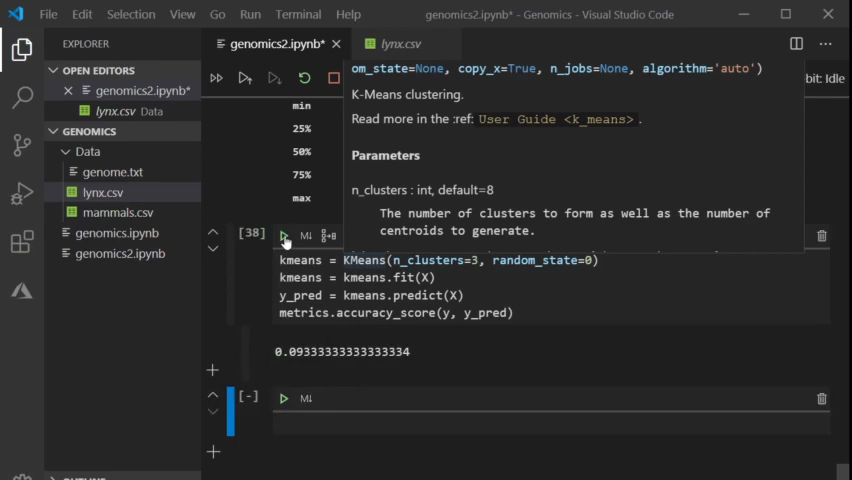 File Edit Selection View Go Run Terminal Help genomics2.ipynb* - Genomics - Visual Studio Code
EXPLORER
genomics2.ipynb*
lynx.csv
OPEN EDITORS
genomics2.ipynb*
lynx.csv Data
GENOMICS
Data
genome.txt
lynx.csv
mammals.csv
genomics.ipynb
genomics2.ipynb
om_state=None, copy_x=True, n_jobs=None, algorithm='auto')
bit: Idle
K-Means clustering.
Read more in the :ref: User Guide <k_means>.
Parameters
n_clusters : int, default=8
The number of clusters to form as well as the number of
centroids to generate.
min
25%
50%
75%
max
[38]
M↓
kmeans = KMeans(n_clusters=3, random_state=0)
kmeans = kmeans.fit(X)
y_pred = kmeans.predict(X)
metrics.accuracy_score(y, y_pred)
0.09333333333333334
[-]
M↓